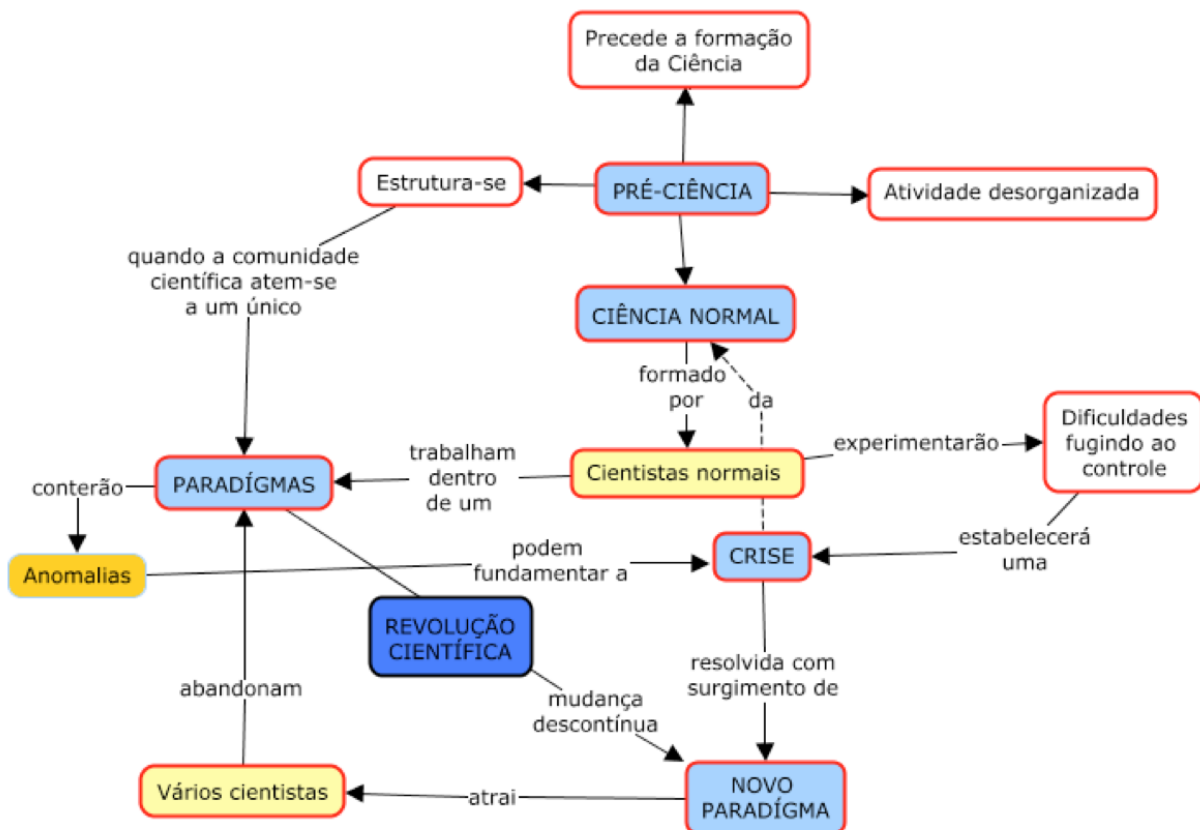 Precede a formação
da Ciência
Estrutura-se
PRÉ-CIÊNCIA
Atividade desorganizada
quando a comunidade
científica atem-se
a um único
CIÊNCIA NORMAL
formado
por
da
Dificuldades
fugindo ao
controle
experimentarão
trabalham
dentro
de um
Cientistas normais
PARADÍGMAS
conterão
Anomalias
podem
fundamentar a
CRISE
estabelecerá
uma
REVOLUÇÃO
CIENTÍFICA
abandonam
mudança
descontínua
resolvida com
surgimento de
Vários cientistas
atrai
NOVO
PARADÍGMA